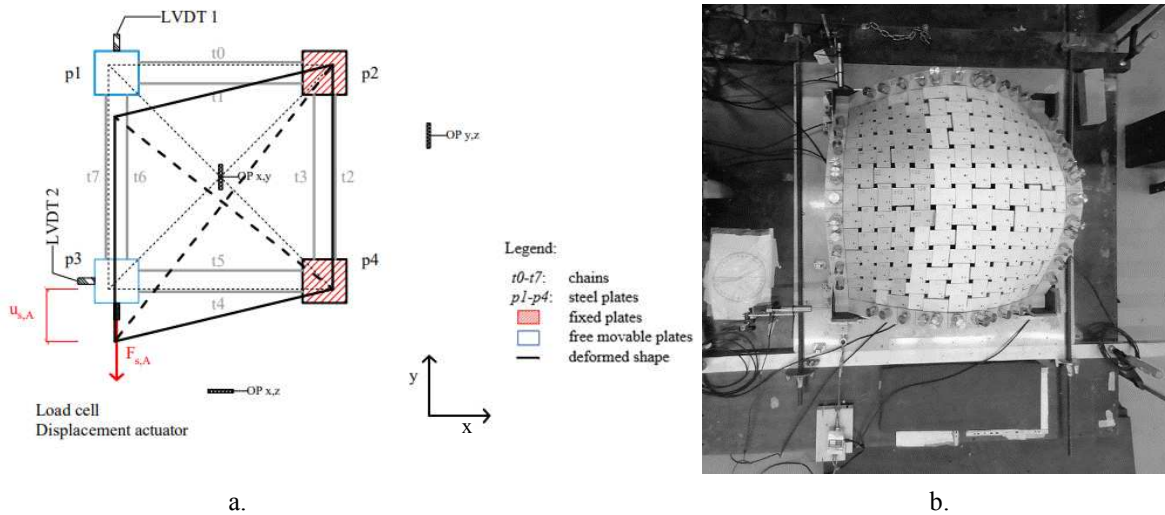 LVDT 1
t0
p1
p2
t1
OP y,z
t7
t6
OP x,y
t3
t2
LVDT 2
p3
t5
p4
t4
u_{s,A}
F_{s,A}
OP x,z
Load cell
Displacement actuator
Legend:
t0-t7: chains
p1-p4: steel plates
fixed plates
free movable plates
deformed shape
y
x
a.
b.